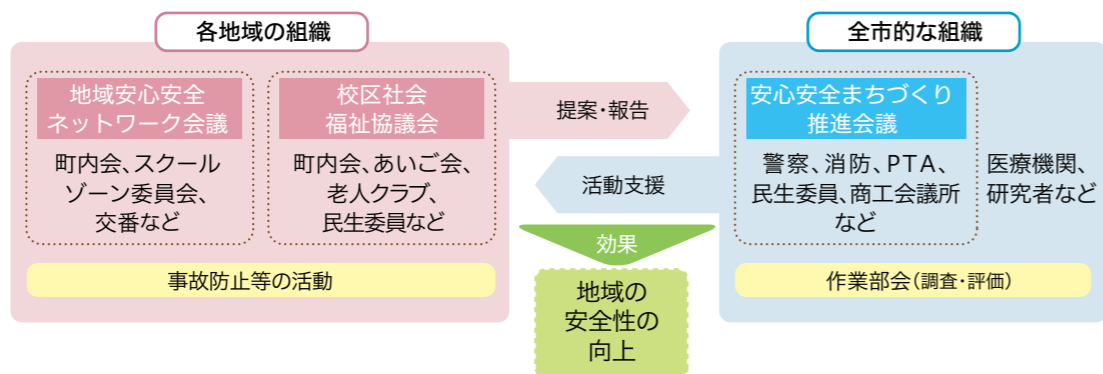 各地域の組織
地域安心安全
ネットワーク会議
町内会、スクール
ゾーン委員会、
交番など
校区社会
福祉協議会
町内会、あいご会、
老人クラブ、
民生委員など
事故防止等の活動
提案・報告
活動支援
効果
地域の
安全性の
向上
全市的な組織
安心安全まちづくり
推進会議
警察、消防、PTA、
民生委員、商工会議所
など
医療機関、
研究者など
作業部会(調査・評価)